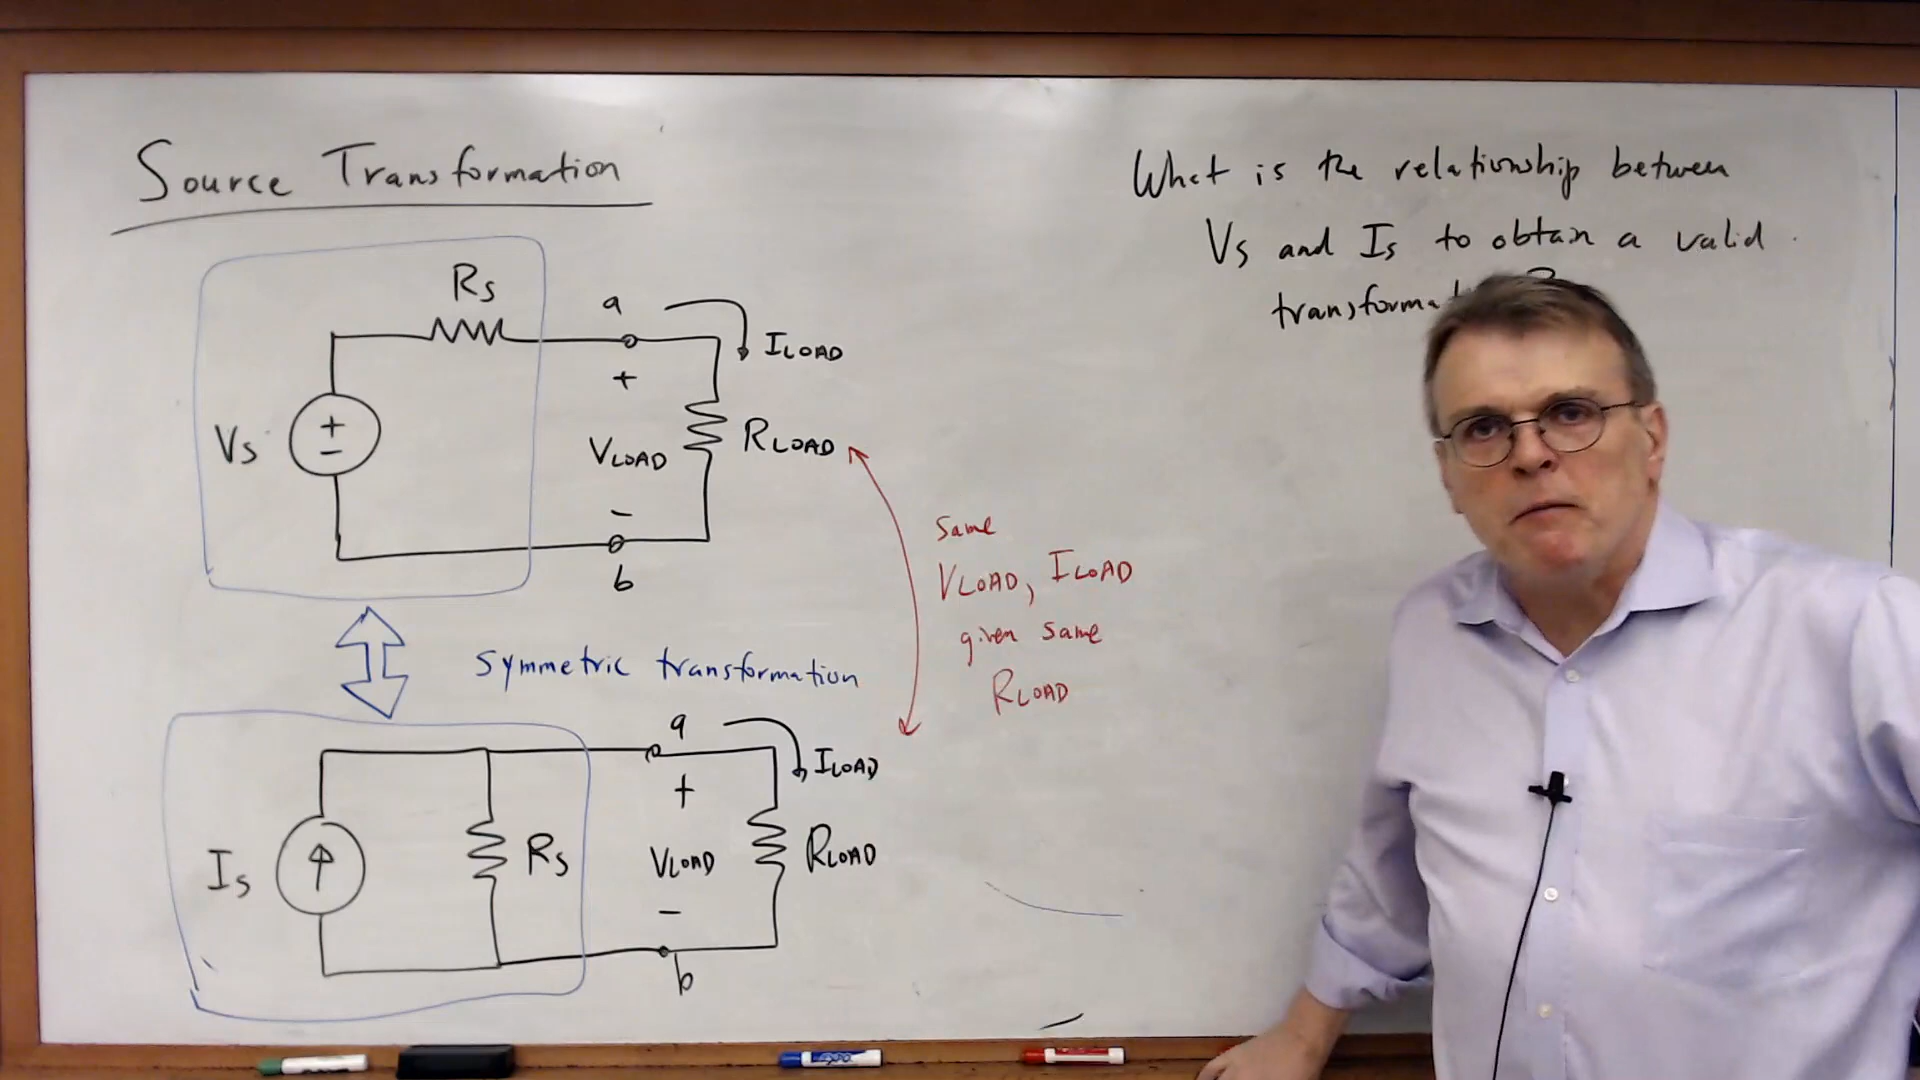 Source Transformation
What is the relationship between
Vs and Is to obtain a valid
Rs
a
ILOAD
+
Vs
+
-
VLOAD
RLOAD
-
b
Same
VLOAD, ILOAD
given same
RLOAD
Symmetric transformation
a
ILOAD
+
Is
Rs
VLOAD
RLOAD
-
b